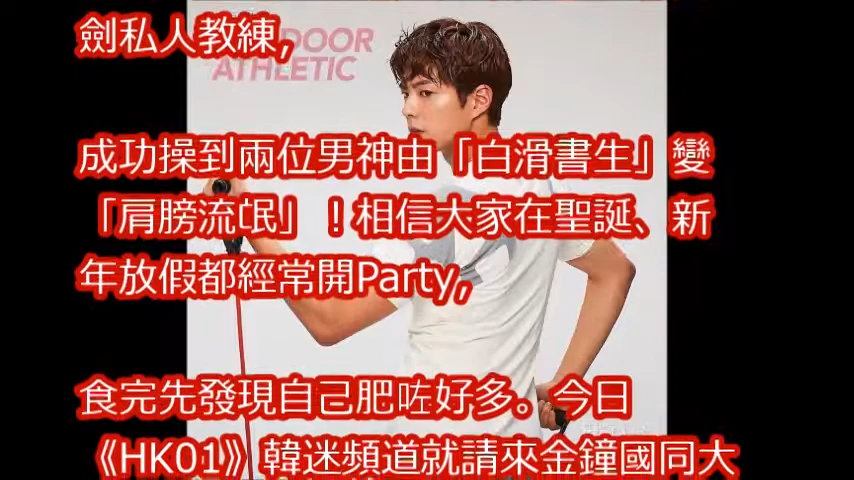 劍私人教練,
DOOR
ATHLETIC
成功操到兩位男神由「白滑書生」變
「肩膀流氓」！相信大家在聖誕、新
年放假都經常開Party,
食完先發現自己肥咗好多。今日
《HK01》韓迷頻道就請來金鐘國同大